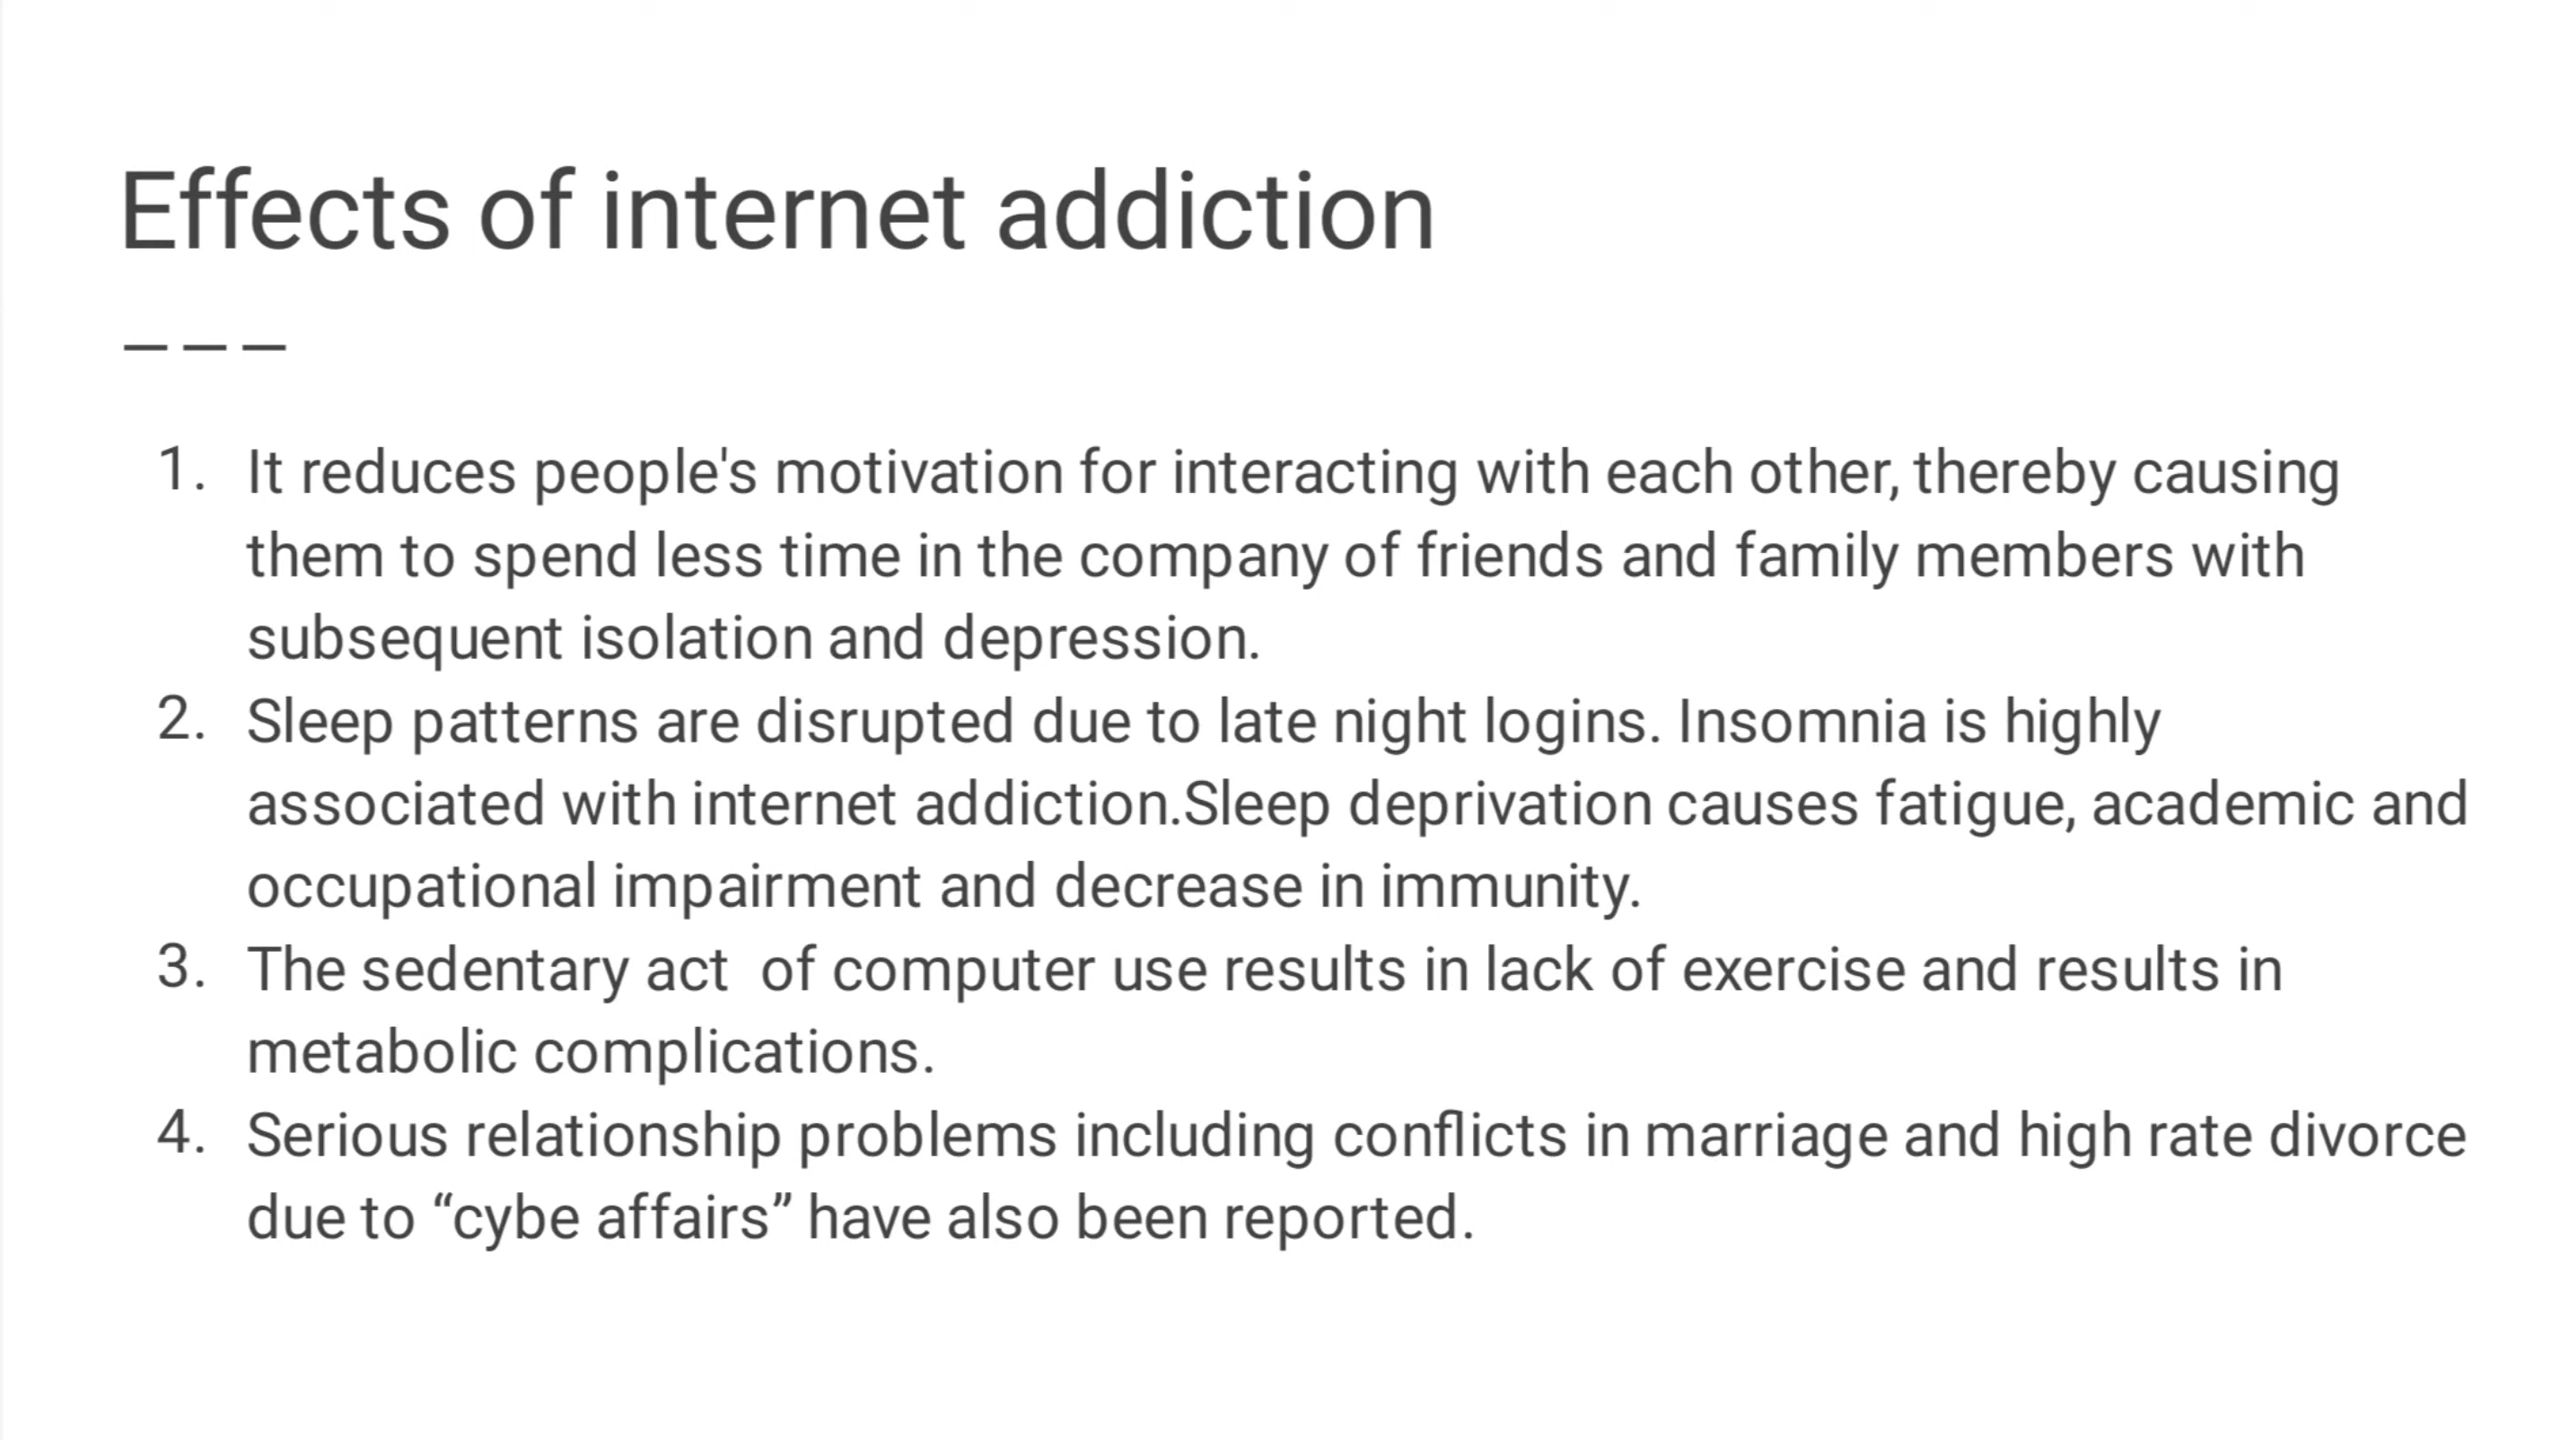 Effects of internet addiction
1. It reduces people's motivation for interacting with each other, thereby causing
them to spend less time in the company of friends and family members with
subsequent isolation and depression.
2. Sleep patterns are disrupted due to late night logins. Insomnia is highly
associated with internet addiction.Sleep deprivation causes fatigue, academic and
occupational impairment and decrease in immunity.
3. The sedentary act  of computer use results in lack of exercise and results in
metabolic complications.
4. Serious relationship problems including conflicts in marriage and high rate divorce
due to “cybe affairs” have also been reported.